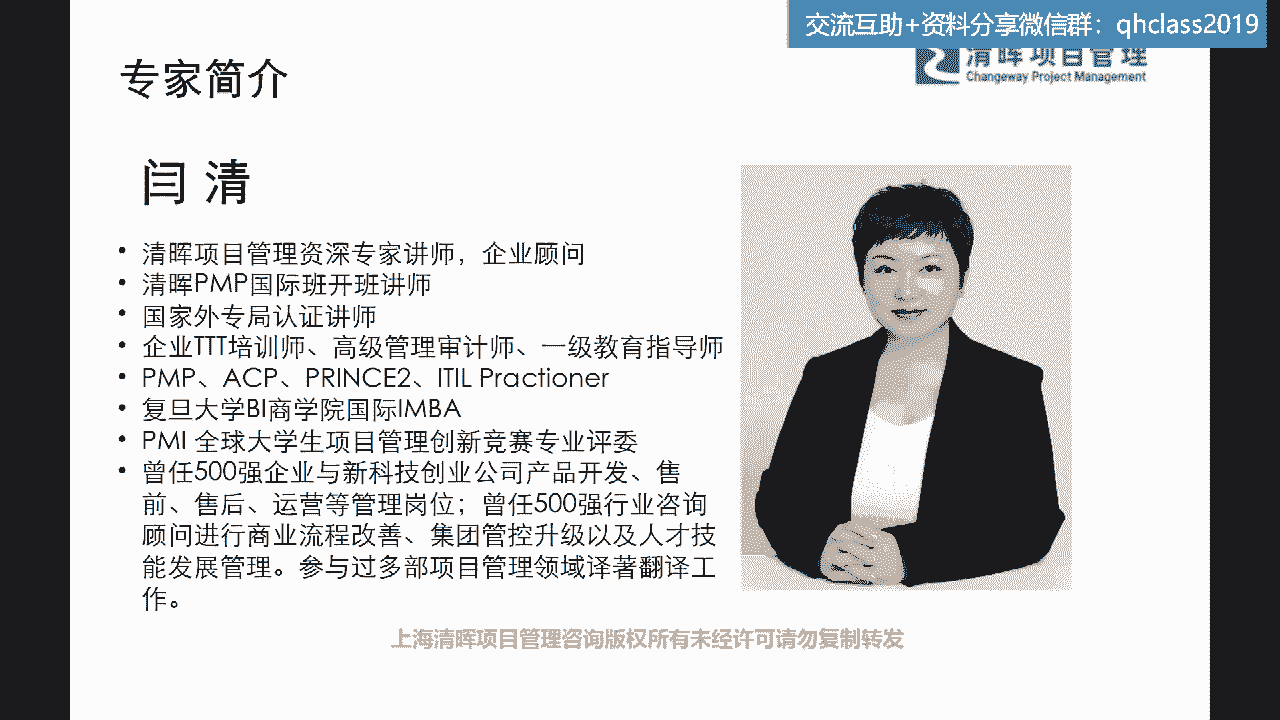 交流互助+资料分享微信群：qhclass2019
清晖项目管理
Changeway Project Management
专家简介
闫 清
• 清晖项目管理资深专家讲师，企业顾问
• 清晖PMP国际班开班讲师
• 国家外专局认证讲师
• 企业TTT培训师、高级管理审计师、一级教育指导师
• PMP、ACP、PRINCE2、ITIL Practioner
• 复旦大学BI商学院国际IMBA
• PMI 全球大学生项目管理创新竞赛专业评委
• 曾任500强企业与新科技创业公司产品开发、售
前、售后、运营等管理岗位；曾任500强行业咨询
顾问进行商业流程改善、集团管控升级以及人才技
能发展管理。参与过多部项目管理领域译著翻译工
作。
上海清晖项目管理咨询版权所有未经许可请勿复制转发